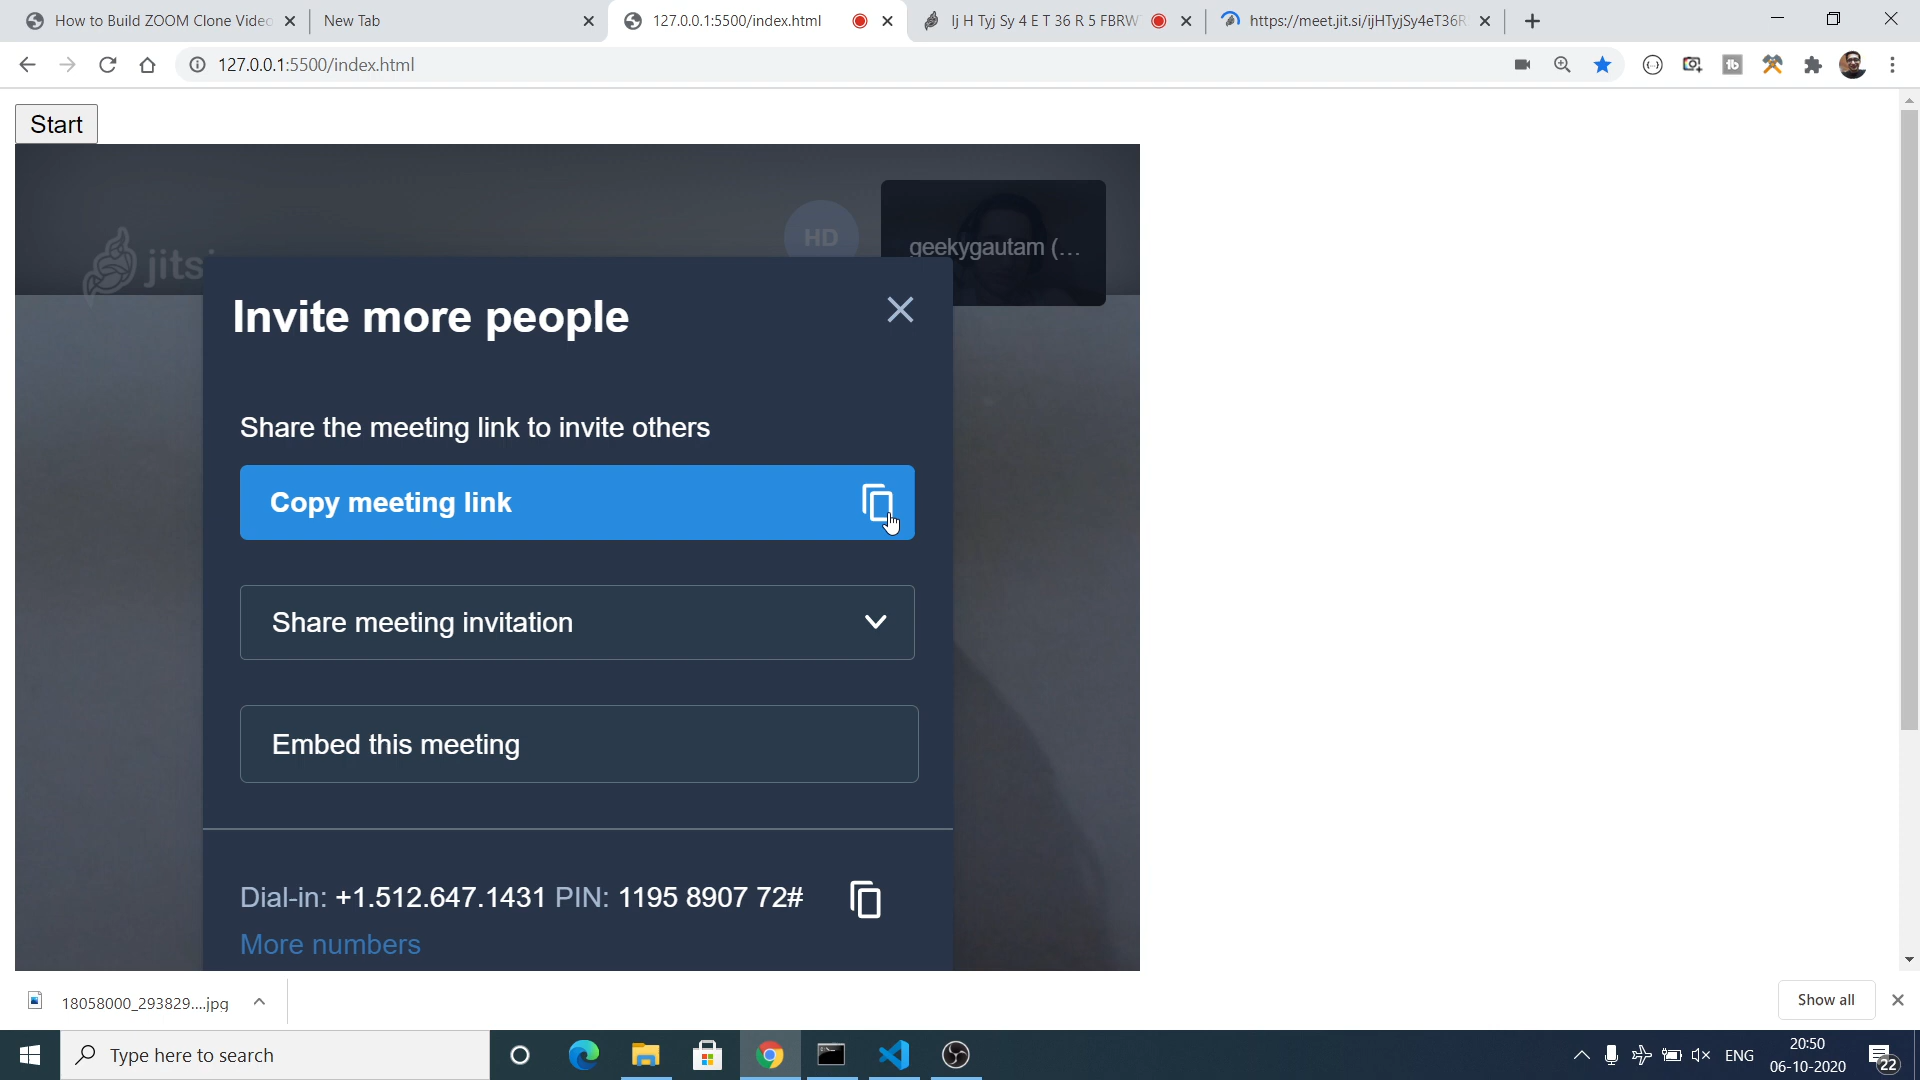 How to Build ZOOM Clone Video
New Tab
127.0.0.1:5500/index.html
Ij H Tyj Sy 4 E T 36 R 5 FBRW
https://meet.jit.si/ijHTyjSy4eT36R
127.0.0.1:5500/index.html
Start
jitsi
HD
geekygautam (...
Invite more people
Share the meeting link to invite others
Copy meeting link
Share meeting invitation
Embed this meeting
Dial-in: +1.512.647.1431 PIN: 1195 8907 72#
More numbers
18058000_293829....jpg
Show all
Type here to search
ENG
20:50
06-10-2020
22